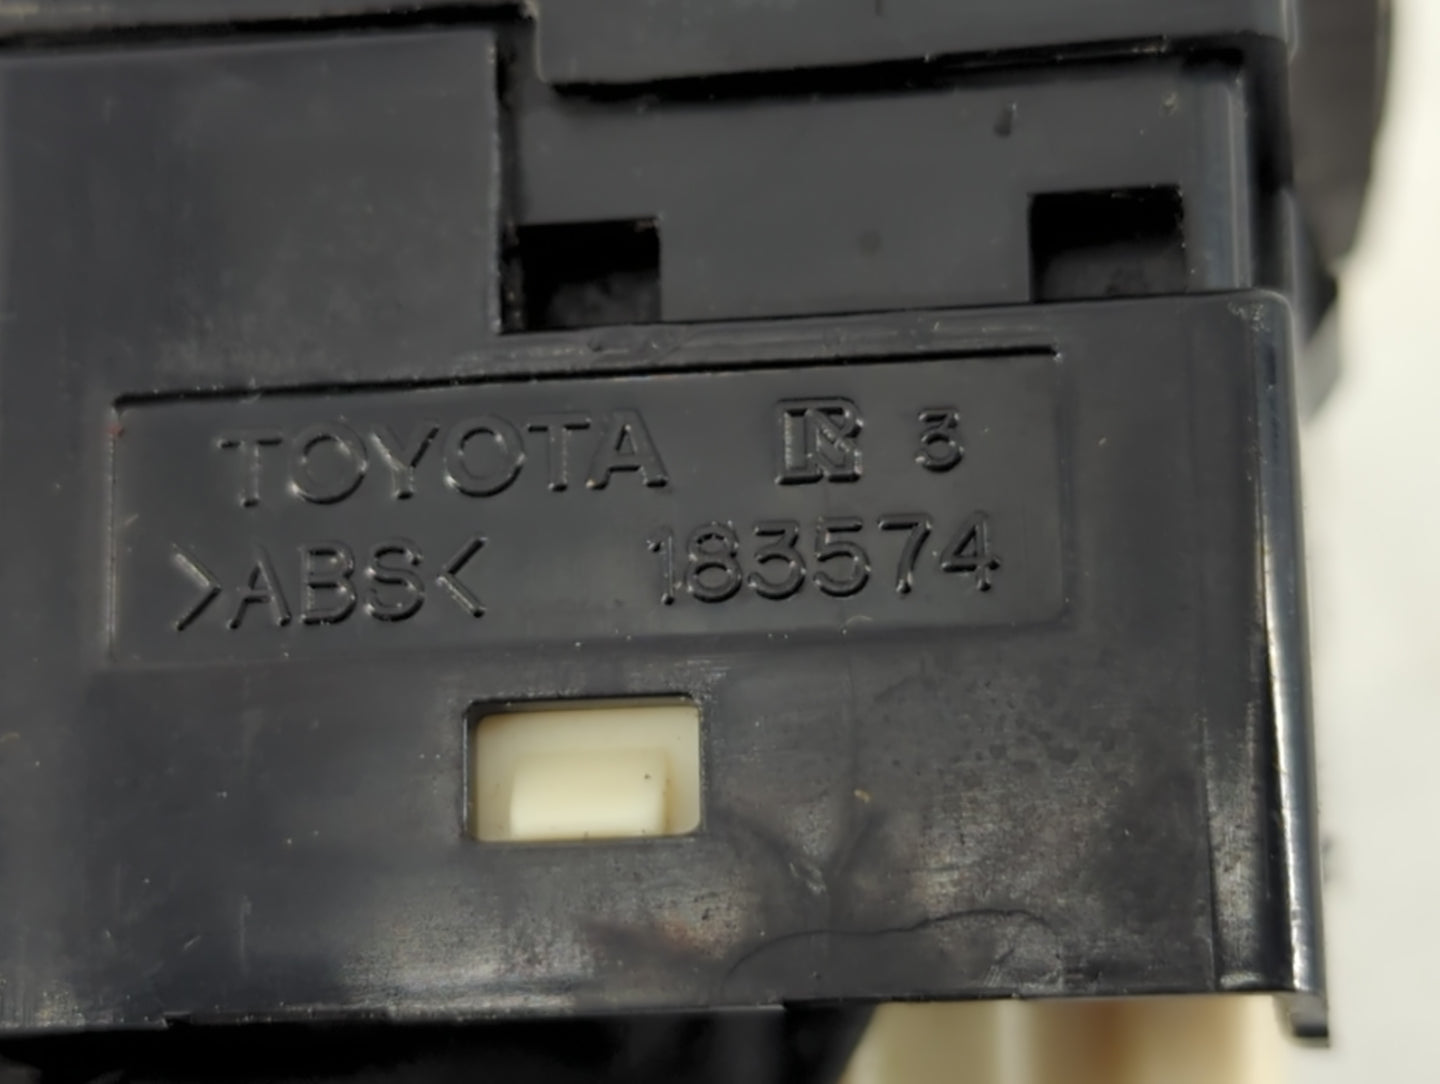 TOYOTA R 3
>ABS< 183574